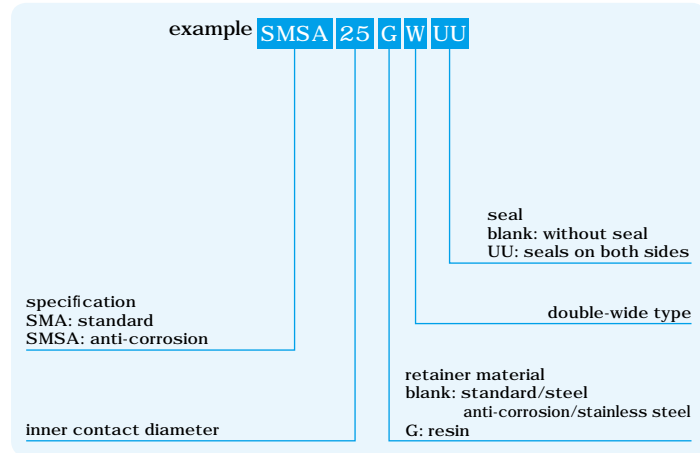 example SMSA 25 G W UU
seal
blank: without seal
UU: seals on both sides
specification
SMA: standard
SMSA: anti-corrosion
double-wide type
retainer material
blank: standard/steel
anti-corrosion/stainless steel
G: resin
inner contact diameter